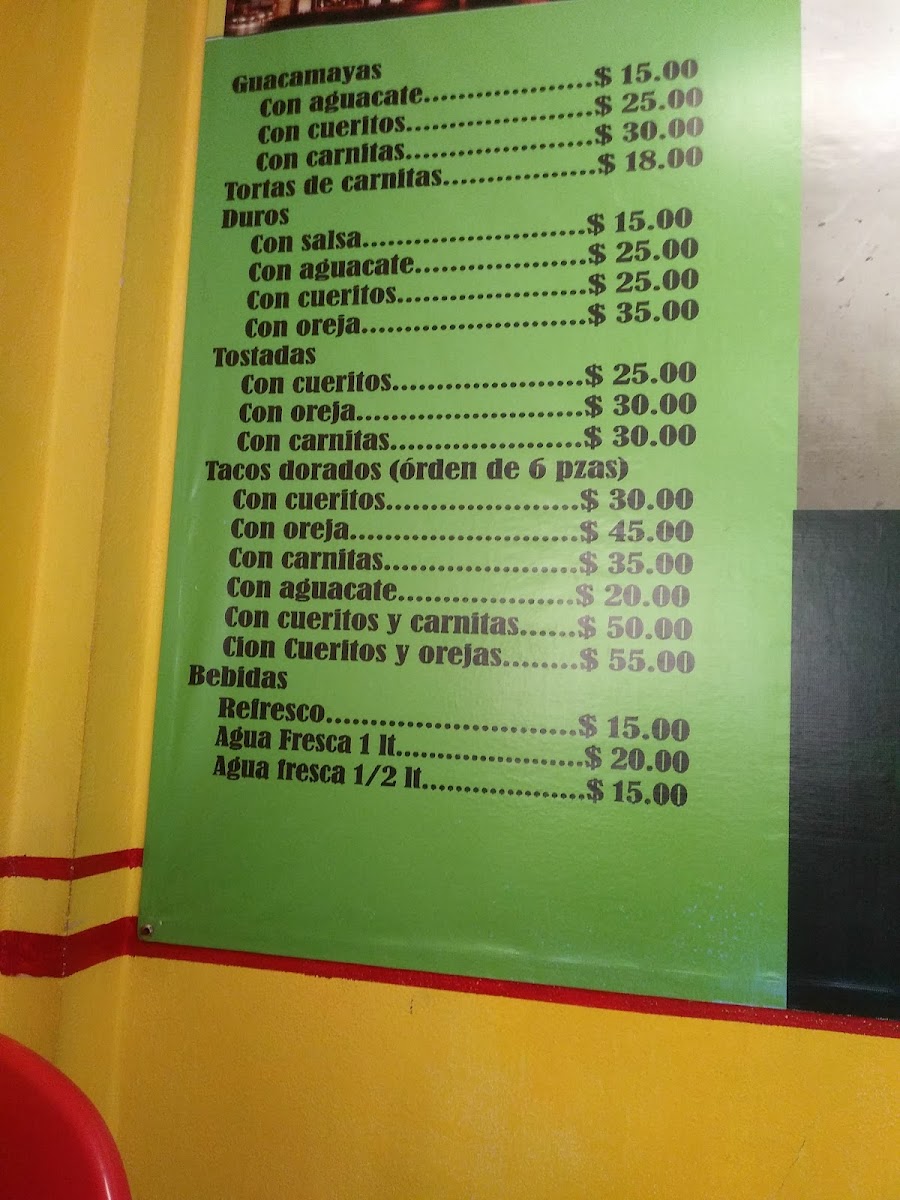 Guacamayas
Con aguacate....................$ 15.00
Con cueritos......................$ 25.00
Con carnitas......................$ 30.00
Tortas de carnitas..................$ 18.00
Duros
Con salsa..........................$ 15.00
Con aguacate....................$ 25.00
Con cueritos......................$ 25.00
Con oreja..........................$ 35.00
Tostadas
Con cueritos......................$ 25.00
Con oreja..........................$ 30.00
Con carnitas......................$ 30.00
Tacos dorados (órden de 6 pzas)
Con cueritos......................$ 30.00
Con oreja..........................$ 45.00
Con carnitas......................$ 35.00
Con aguacate....................$ 20.00
Con cueritos y carnitas.......$ 50.00
Cion Cueritos y orejas.........$ 55.00
Bebidas
Refresco............................$ 15.00
Agua Fresca 1 lt.....................$ 20.00
Agua fresca 1/2 lt...................$ 15.00